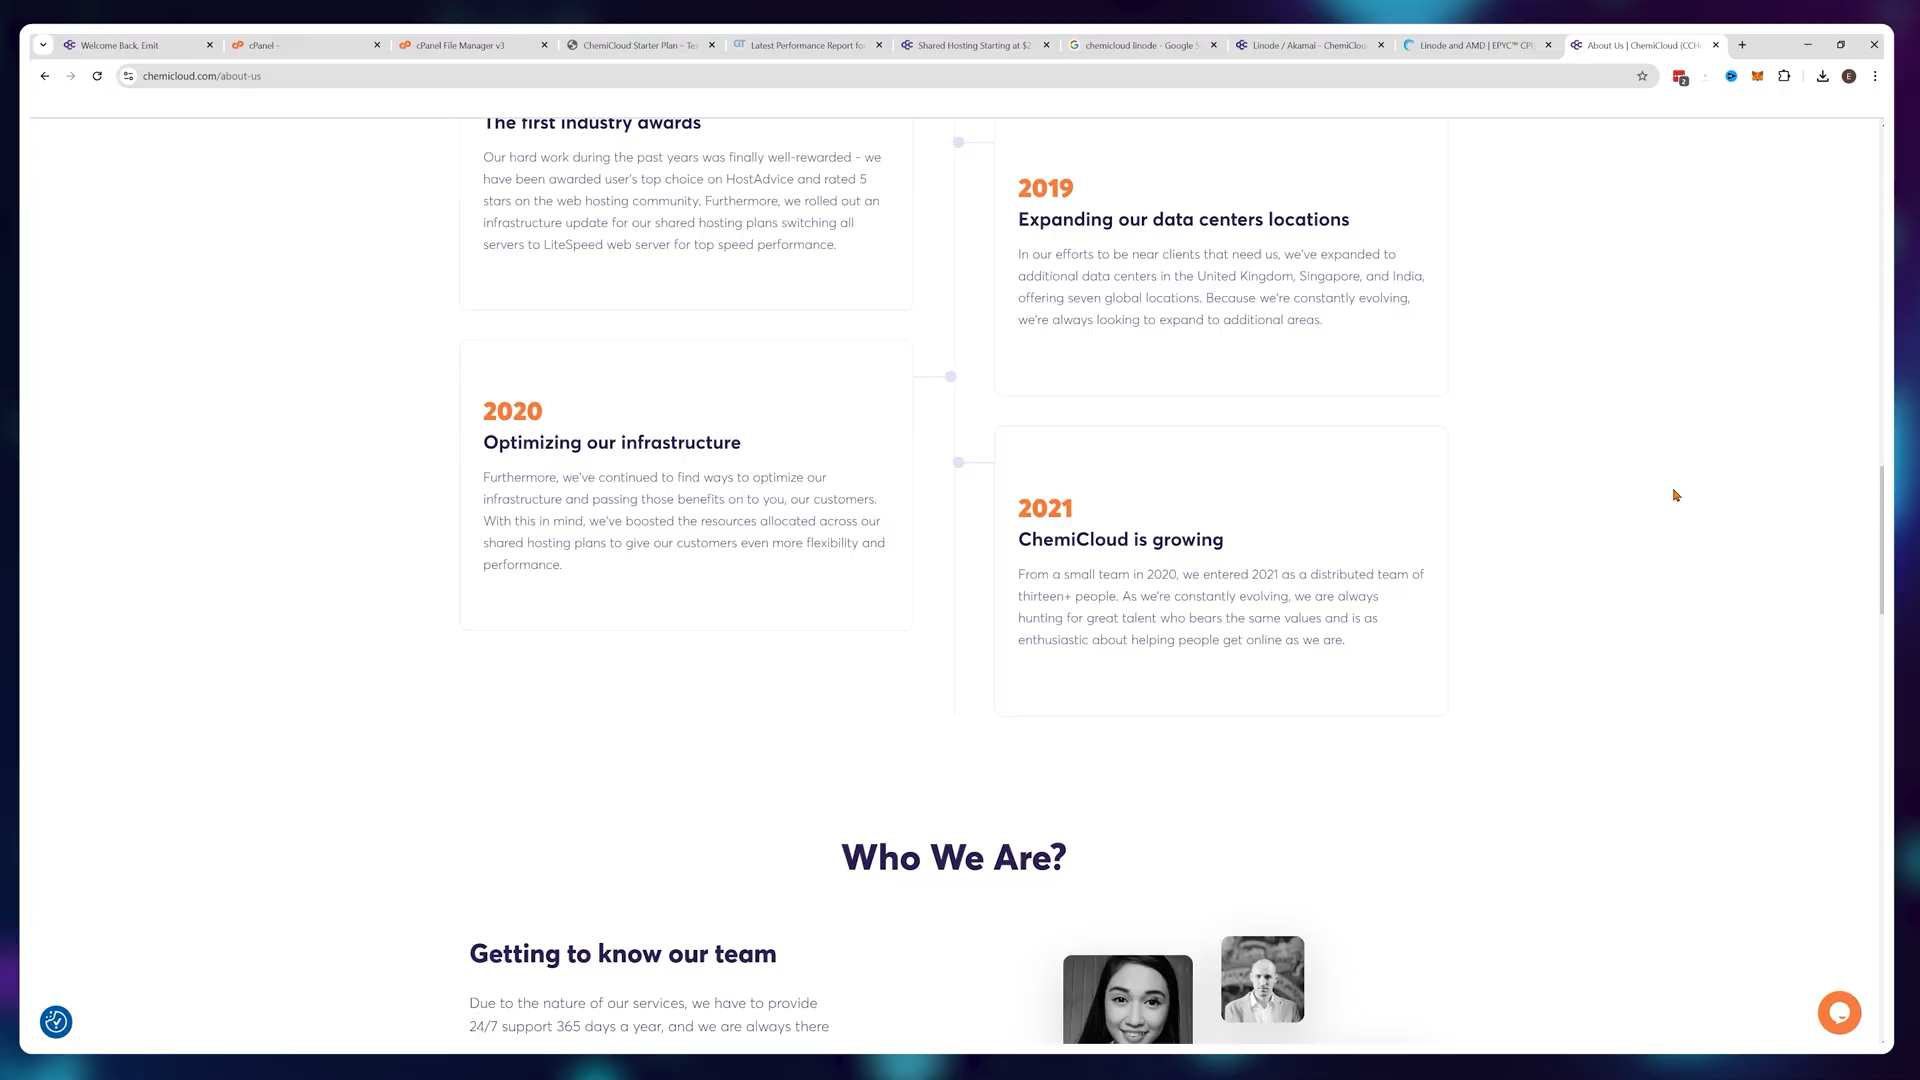 Welcome Back, Emit
cPanel -
cPanel File Manager v3
ChemiCloud Starter Plan – Te
Latest Performance Report fo
Shared Hosting Starting at $2
chemicloud linode - Google S
Linode / Akamai - ChemiClou
Linode and AMD | EPYC™ CPU
About Us | ChemiCloud (CCHo
chemicloud.com/about-us
2
E
The first industry awards
Our hard work during the past years was finally well-rewarded - we
have been awarded user's top choice on HostAdvice and rated 5
stars on the web hosting community. Furthermore, we rolled out an
infrastructure update for our shared hosting plans switching all
servers to LiteSpeed web server for top speed performance.
2019
Expanding our data centers locations
In our efforts to be near clients that need us, we've expanded to
additional data centers in the United Kingdom, Singapore, and India,
offering seven global locations. Because we're constantly evolving,
we're always looking to expand to additional areas.
2020
Optimizing our infrastructure
Furthermore, we've continued to find ways to optimize our
infrastructure and passing those benefits on to you, our customers.
With this in mind, we've boosted the resources allocated across our
shared hosting plans to give our customers even more flexibility and
performance.
2021
ChemiCloud is growing
From a small team in 2020, we entered 2021 as a distributed team of
thirteen+ people. As we're constantly evolving, we are always
hunting for great talent who bears the same values and is as
enthusiastic about helping people get online as we are.
Who We Are?
Getting to know our team
Due to the nature of our services, we have to provide
24/7 support 365 days a year, and we are always there